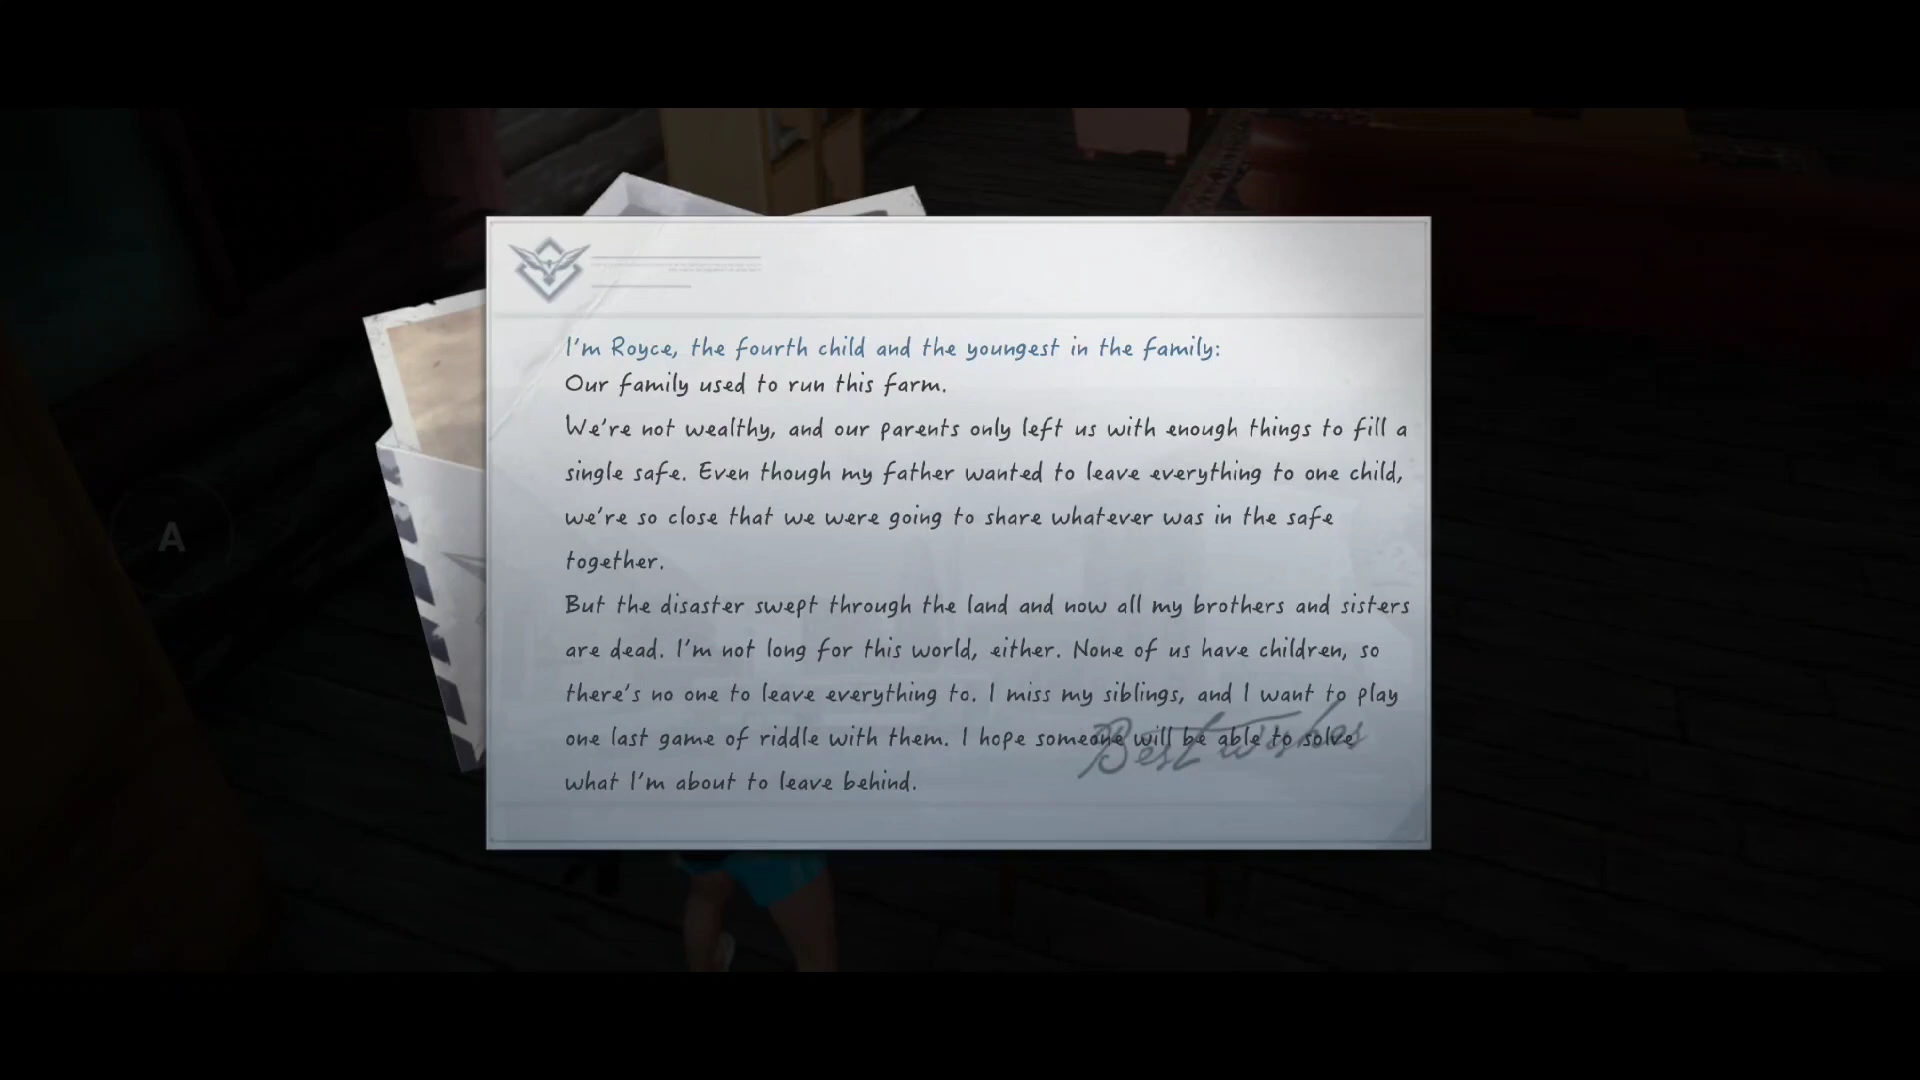 I'm Royce, the fourth child and the youngest in the family:
Our family used to run this farm.
We're not wealthy, and our parents only left us with enough things to fill a
single safe. Even though my father wanted to leave everything to one child,
we're so close that we were going to share whatever was in the safe
together.
But the disaster swept through the land and now all my brothers and sisters
are dead. I'm not long for this world, either. None of us have children, so
there's no one to leave everything to. I miss my siblings, and I want to play
one last game of riddle with them. I hope someone will be able to solve
what I'm about to leave behind.
Best wishes
A